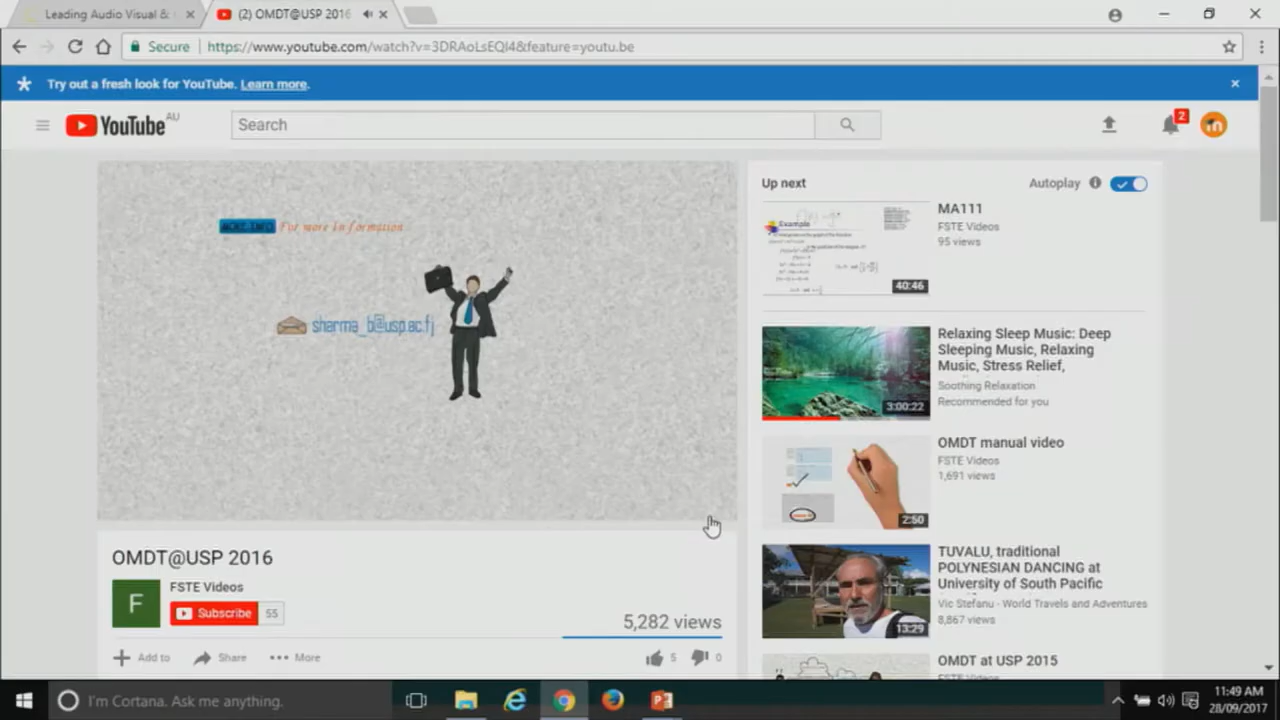 Leading Audio Visual &
(2) OMDT@USP 2016
Secure
https://www.youtube.com/watch?v=3DRAoLsEQl4&feature=youtu.be
Try out a fresh look for YouTube. Learn more.
YouTube AU
Search
2
in
MORE INFO For more in formation
sharma_b@usp.ac.fj
OMDT@USP 2016
F
FSTE Videos
Subscribe 55
5,282 views
Add to
Share
More
5
0
Up next
Autoplay
Example
40:46
MA111
FSTE Videos
95 views
3:00:22
Relaxing Sleep Music: Deep
Sleeping Music, Relaxing
Music, Stress Relief,
Soothing Relaxation
Recommended for you
2:50
OMDT manual video
FSTE Videos
1,691 views
13:29
TUVALU, traditional
POLYNESIAN DANCING at
University of South Pacific
Vic Stefanu - World Travels and Adventures
8,867 views
OMDT at USP 2015
I'm Cortana. Ask me anything.
11:49 AM
28/09/2017